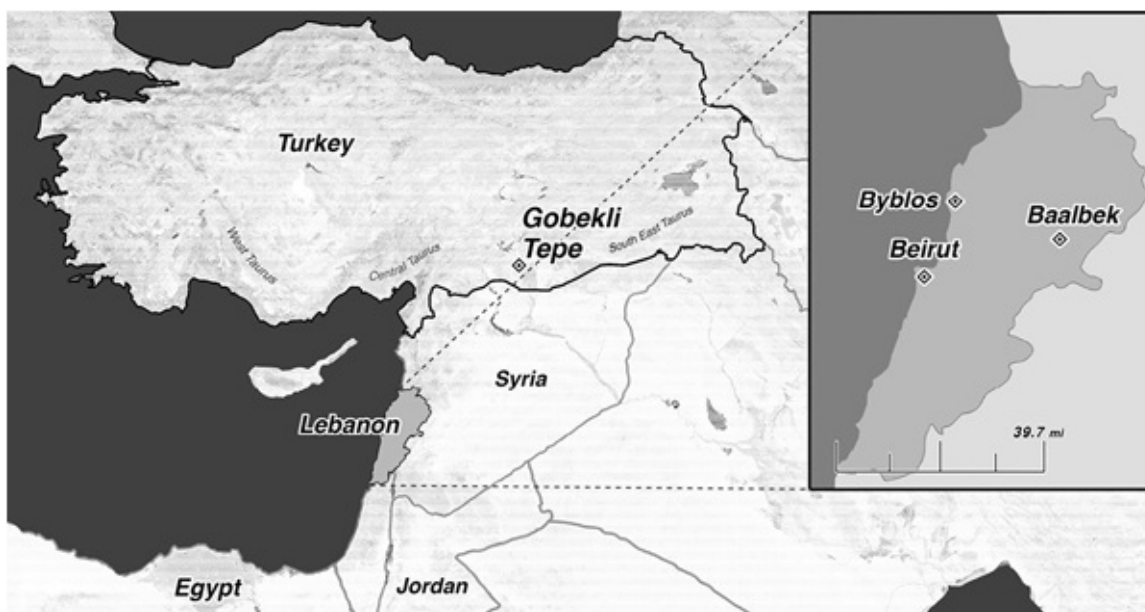 Turkey
Gobekli
Tepe
West Taurus
Central Taurus
South East Taurus
Syria
Lebanon
Egypt
Jordan
Byblos
Baalbek
Beirut
39.7 mi